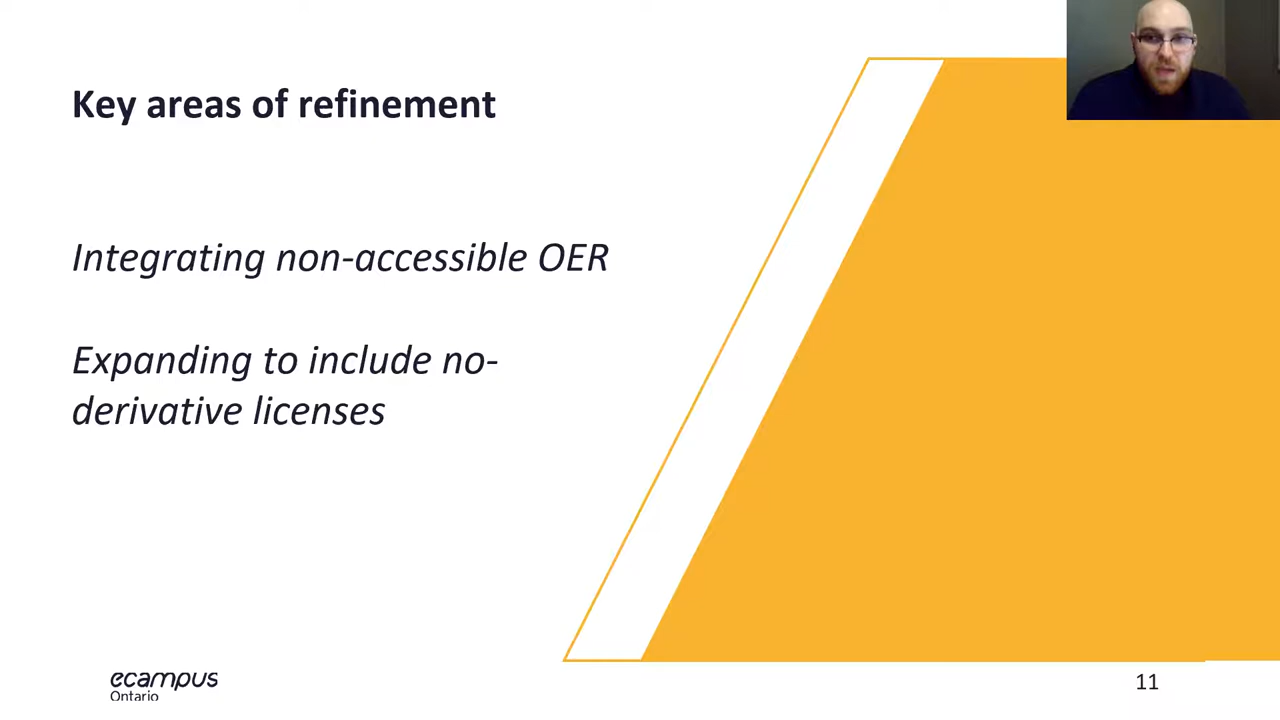 Key areas of refinement
Integrating non-accessible OER
Expanding to include no-
derivative licenses
ecampus
Ontario
11